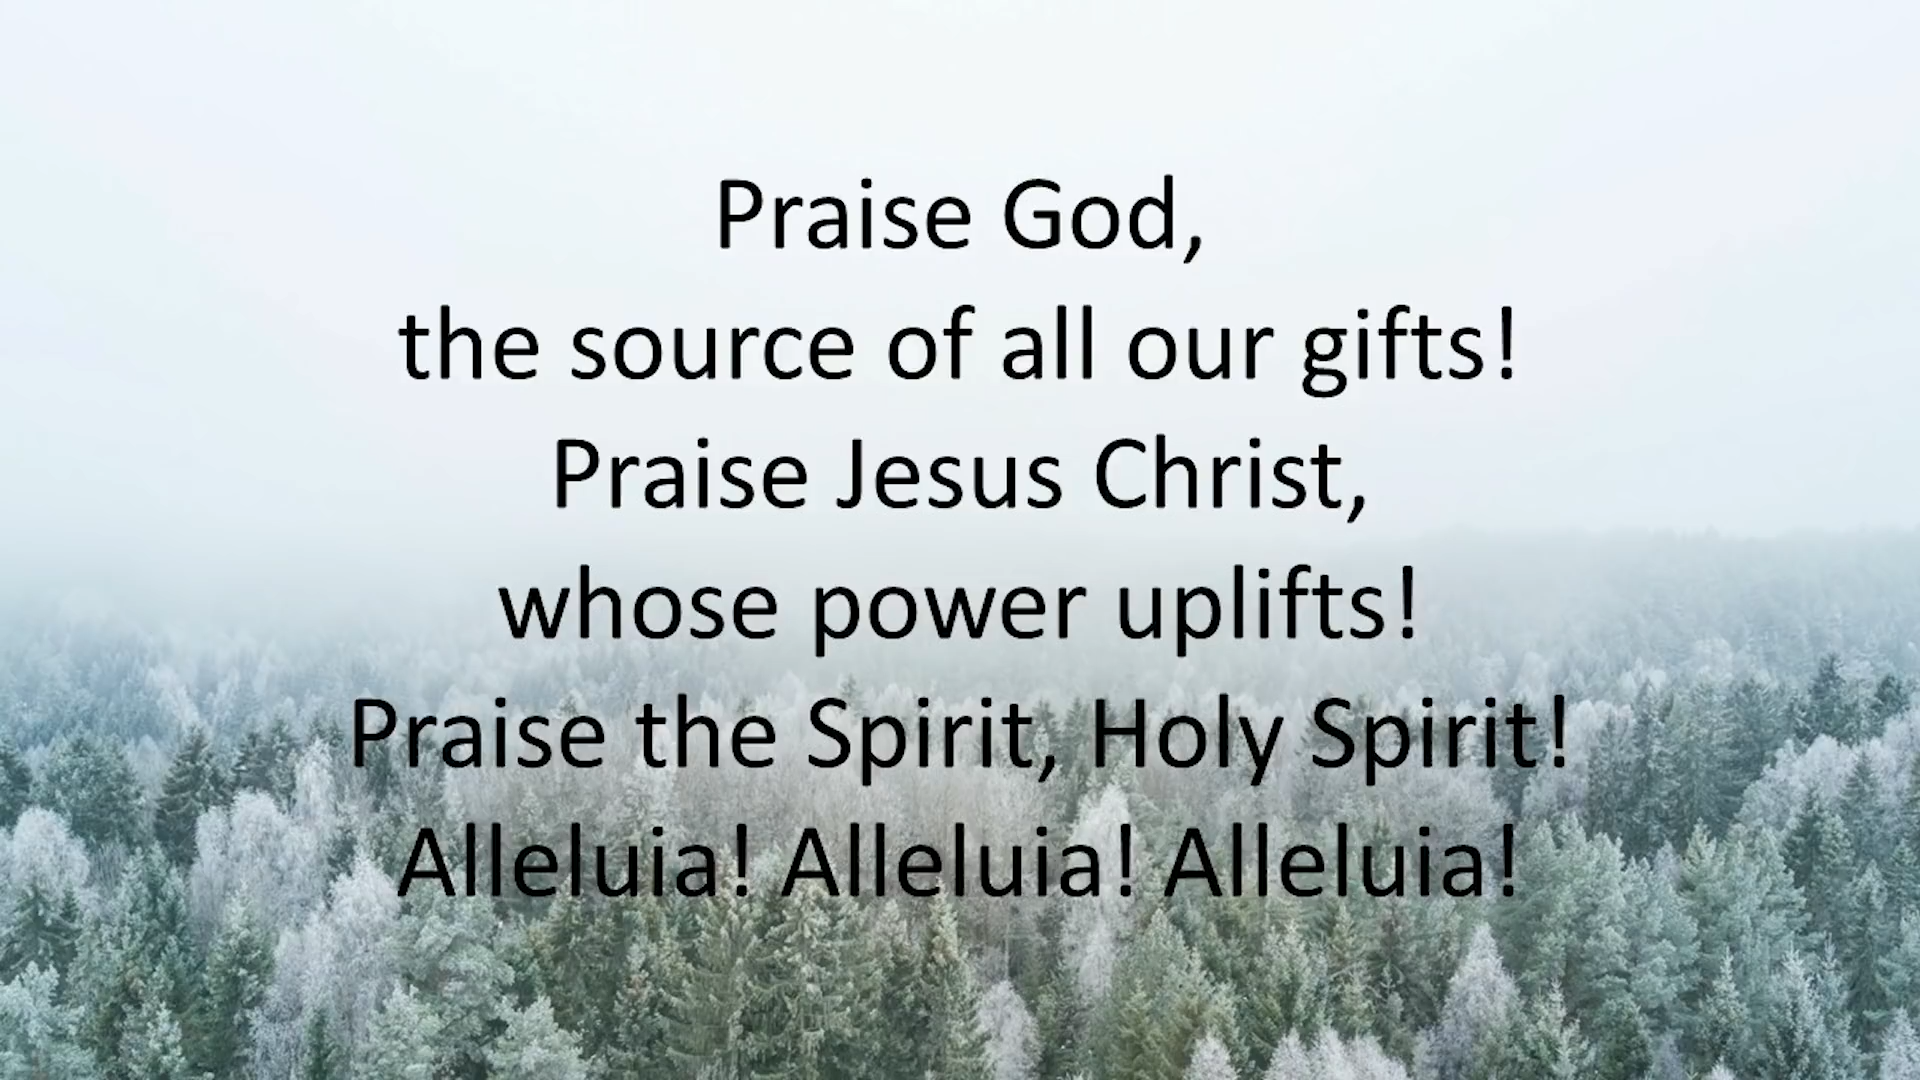 Praise God,
the source of all our gifts!
Praise Jesus Christ,
whose power uplifts!
Praise the Spirit, Holy Spirit!
Alleluia! Alleluia! Alleluia!